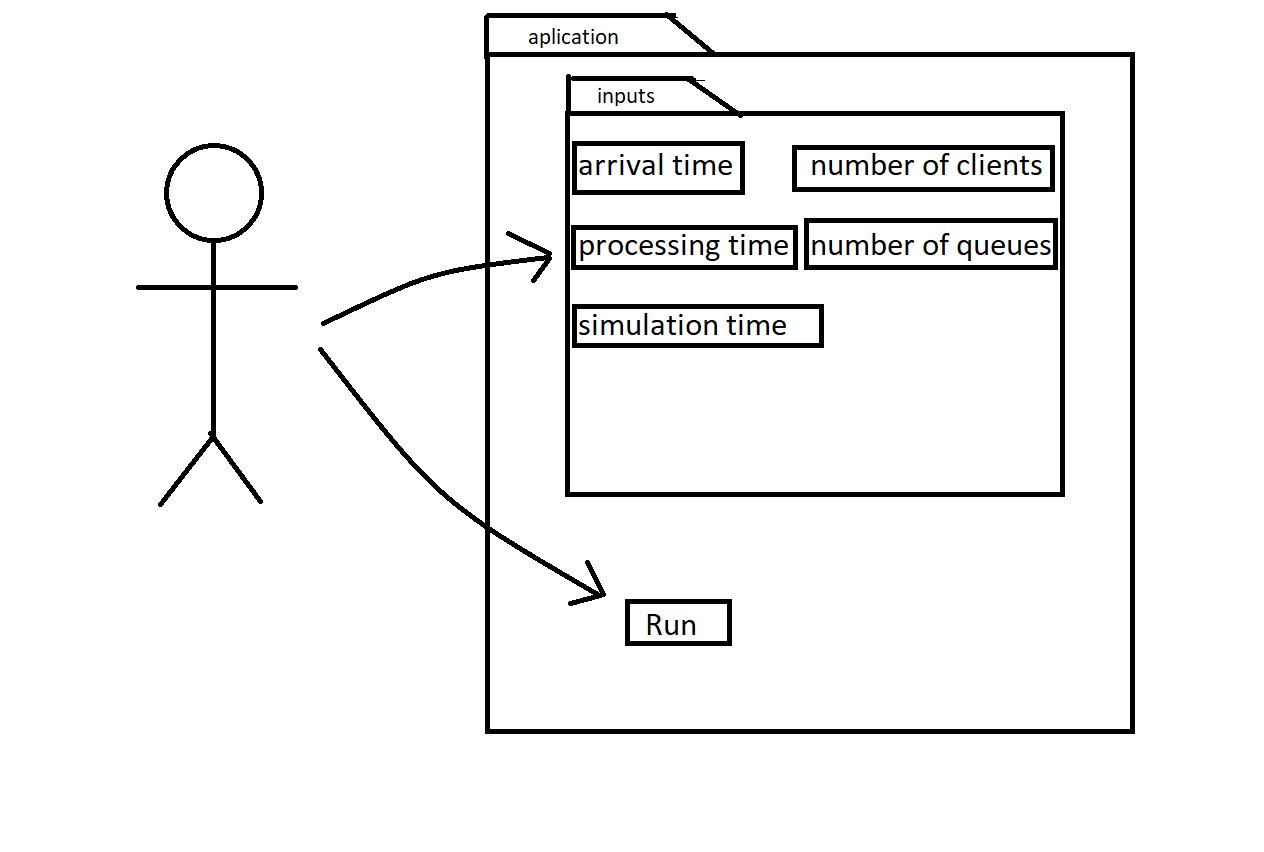 aplication
inputs
arrival time
number of clients
processing time
number of queues
simulation time
Run